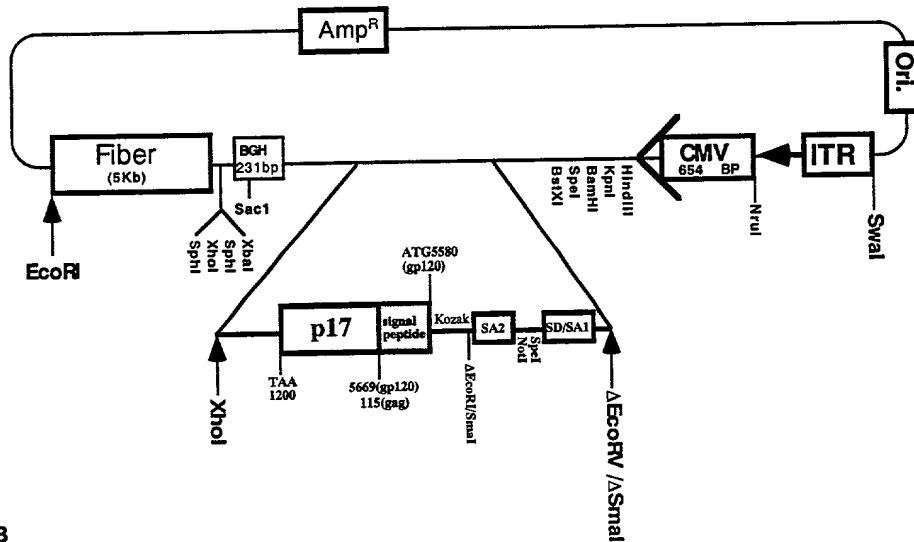 Amp^R
Ori.
Fiber
(5Kb)
BGH
231bp
CMV
654 BP
ITR
Sac1
SphI
XhoI
SphI
XbaI
EcoRI
BstXI
SpeI
BamHI
KpnI
HindIII
NruI
SwaI
ATG5580
(gp120)
p17
signal
peptide
Kozak
SA2
SD/SA1
NotI
SpeI
TAA
1200
5669(gp120)
115(gag)
ΔEcoRI/SmaI
XhoI
ΔEcoRV /ΔSmaI
B